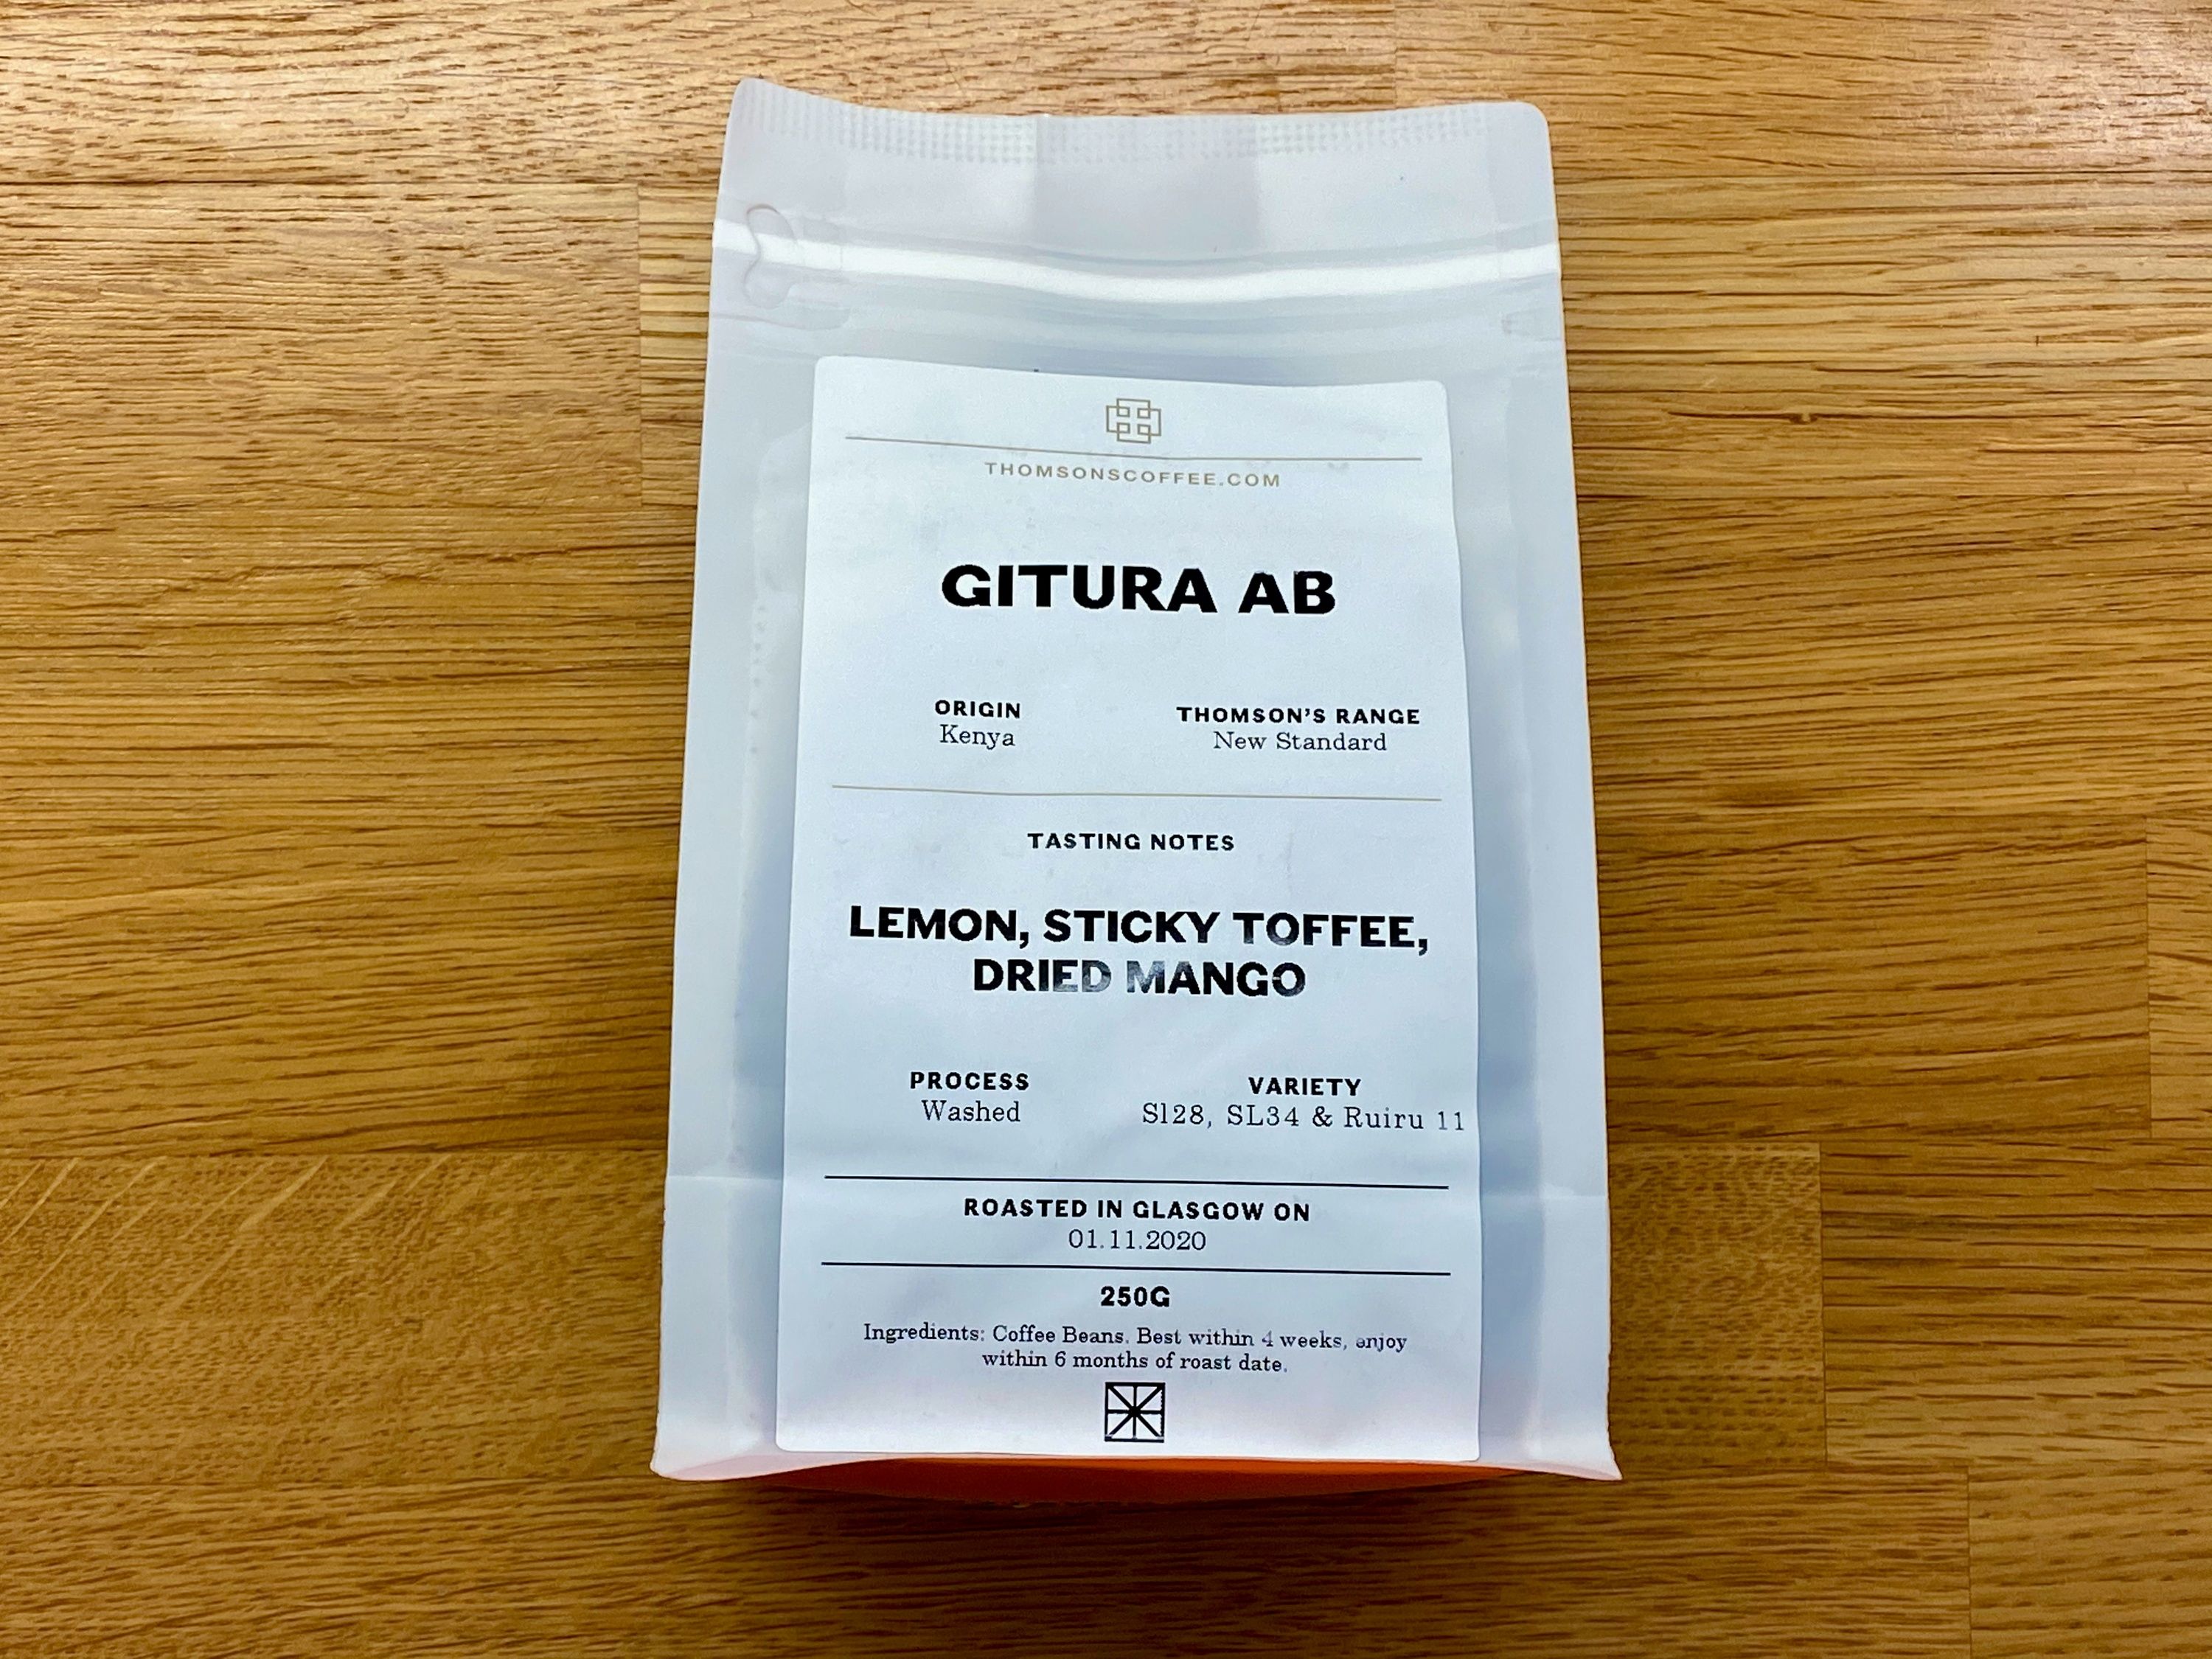 THOMSONSCOFFEE.COM
GITURA AB
ORIGIN
Kenya
THOMSON'S RANGE
New Standard
TASTING NOTES
LEMON, STICKY TOFFEE,
DRIED MANGO
PROCESS
Washed
VARIETY
Sl28, SL34 & Ruiru 11
ROASTED IN GLASGOW ON
01.11.2020
250G
Ingredients: Coffee Beans. Best within 4 weeks, enjoy
within 6 months of roast date.